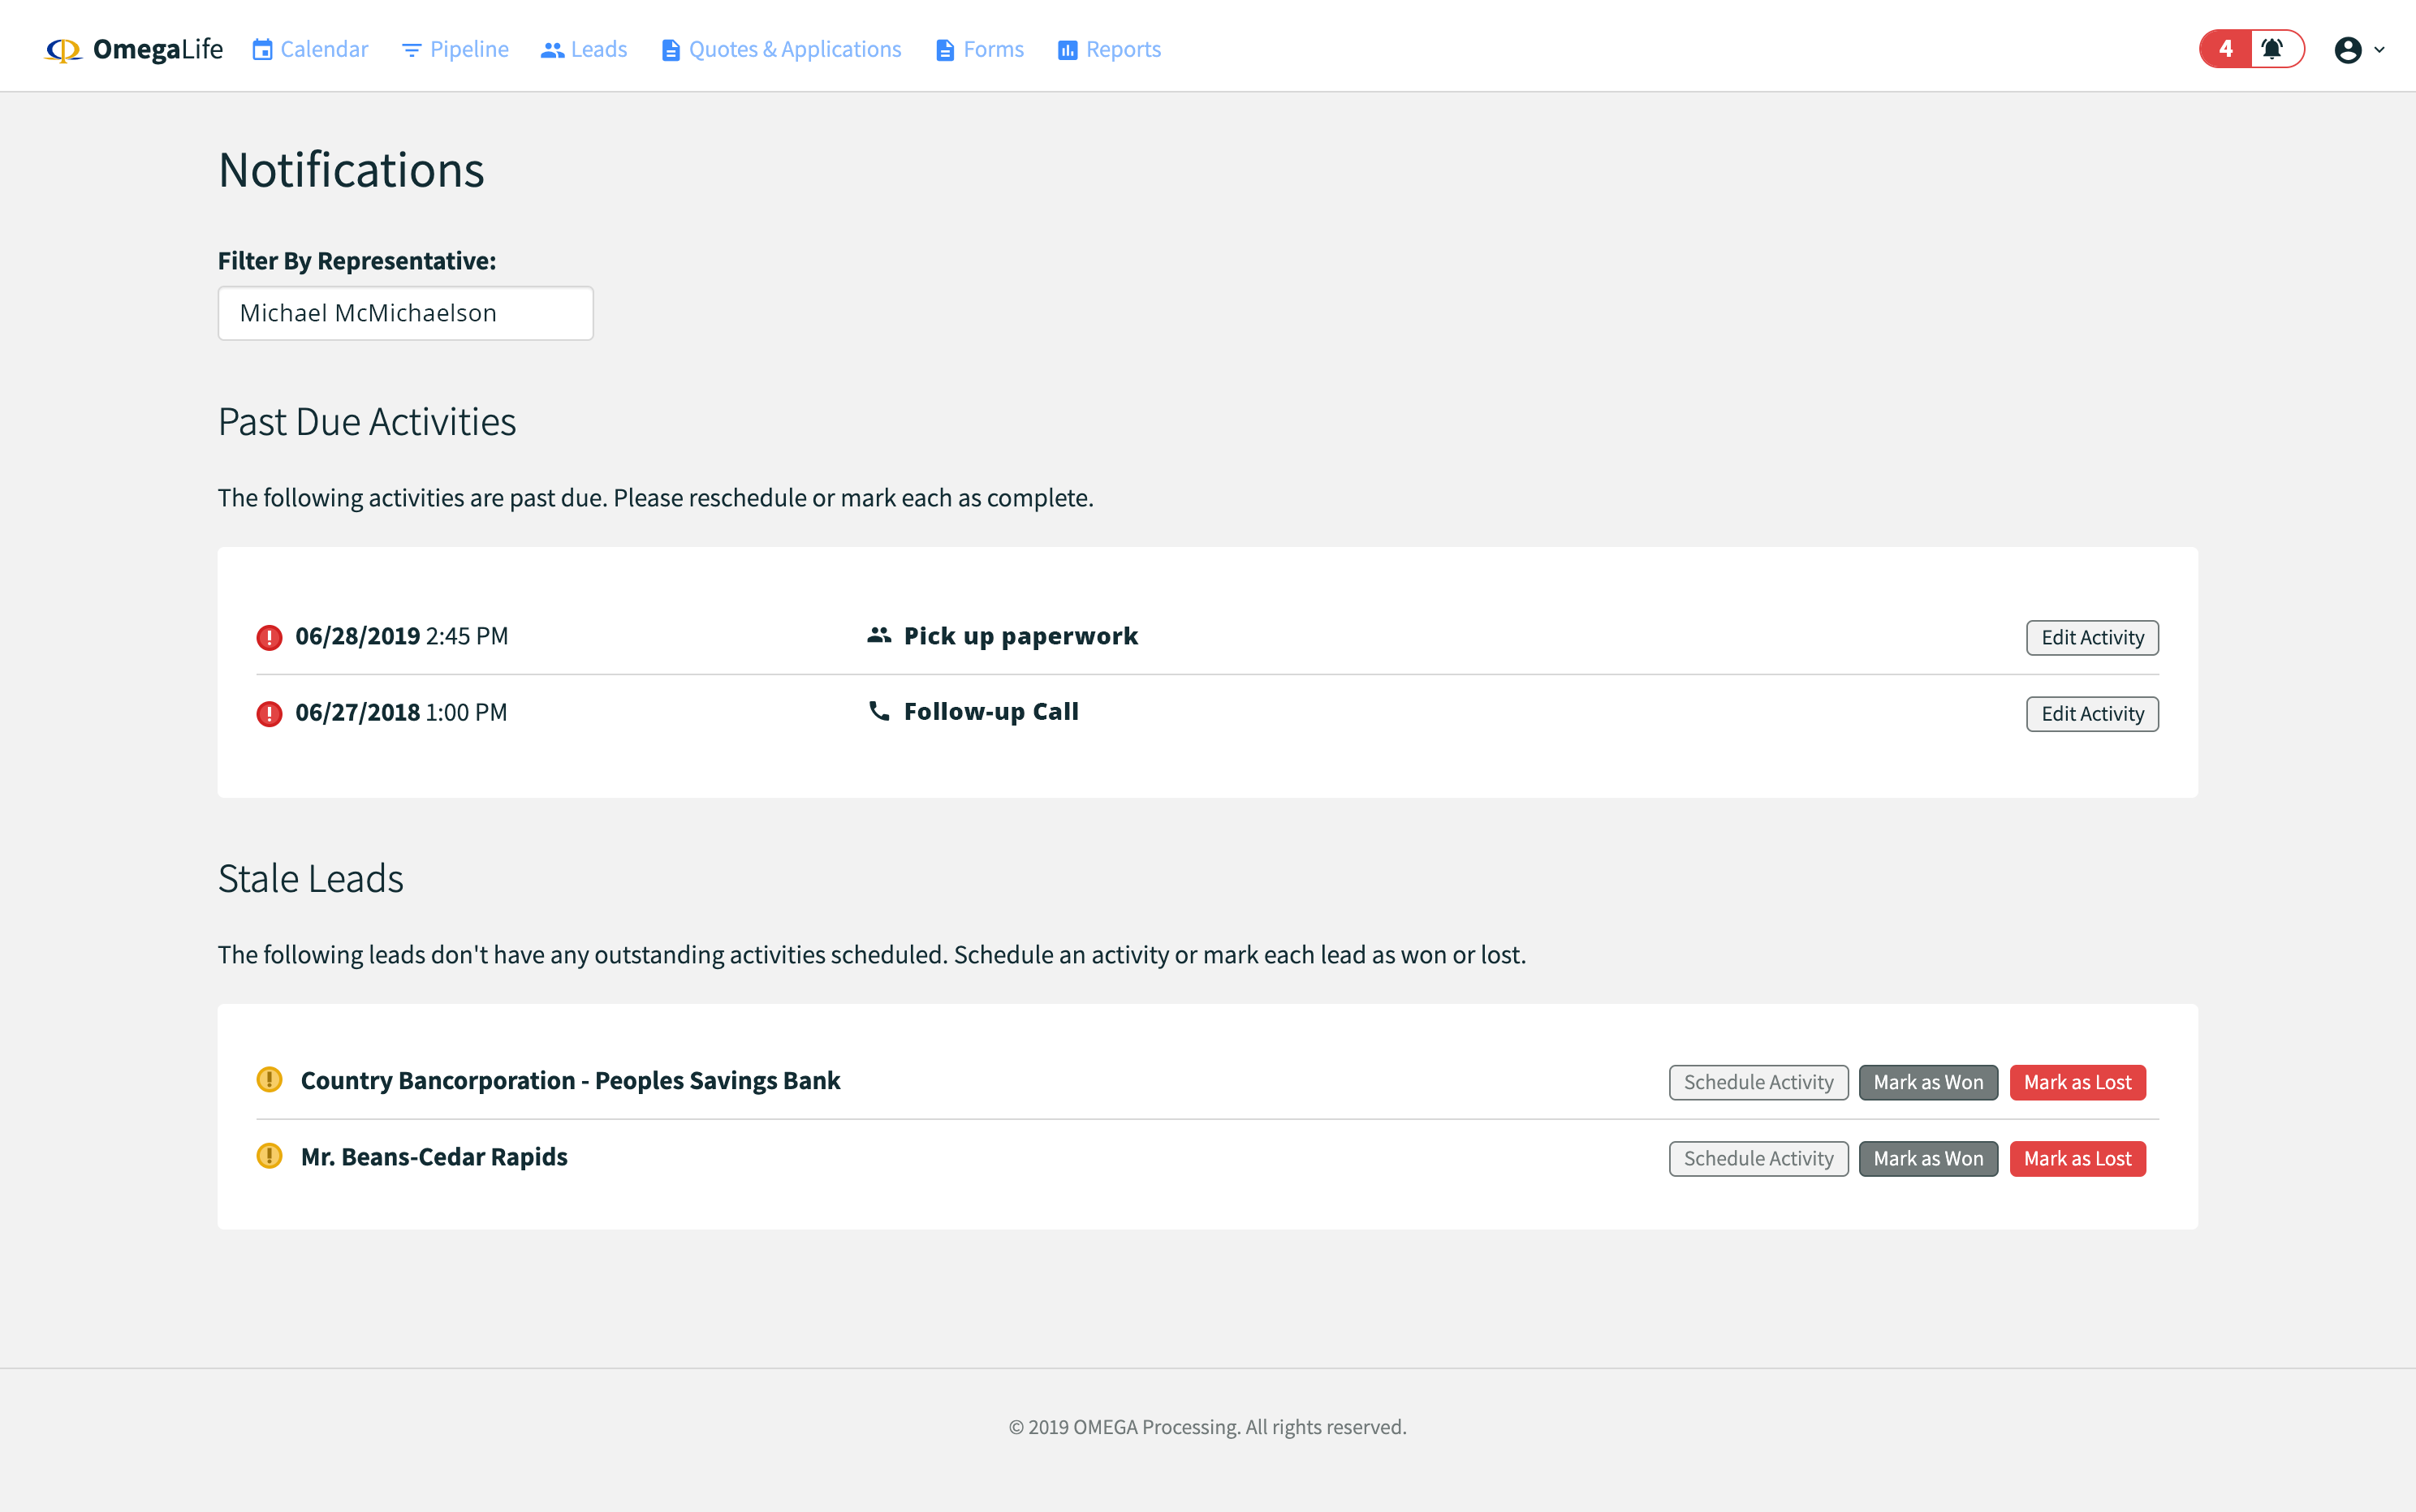 OmegaLife Calendar Pipeline Leads Quotes & Applications Forms Reports 4
Notifications
Filter By Representative:
Michael McMichaelson
Past Due Activities
The following activities are past due. Please reschedule or mark each as complete.
06/28/2019 2:45 PM Pick up paperwork Edit Activity
06/27/2018 1:00 PM Follow-up Call Edit Activity
Stale Leads
The following leads don't have any outstanding activities scheduled. Schedule an activity or mark each lead as won or lost.
Country Bancorporation - Peoples Savings Bank Schedule Activity Mark as Won Mark as Lost
Mr. Beans-Cedar Rapids Schedule Activity Mark as Won Mark as Lost
© 2019 OMEGA Processing. All rights reserved.